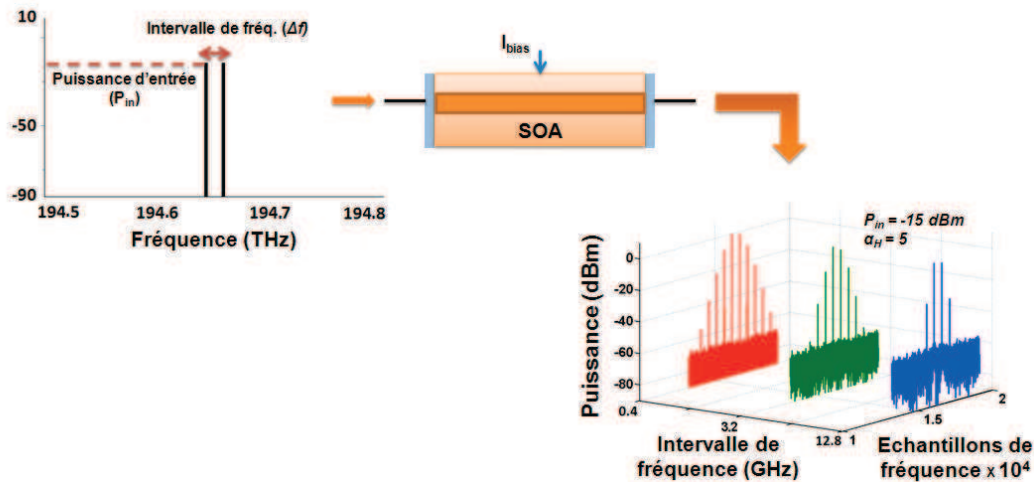 10
-50
-90
Intervalle de fréq. (Δf)
Puissance d'entrée
(Pin)
194.5 194.6 194.7 194.8
Fréquence (THz)
Ibias
SOA
Pin = -15 dBm
αH = 5
Puissance (dBm)
0
-20
-40
-60
-80
0.4 3.2 12.8
1 1.5 2
Intervalle de
fréquence (GHz)
Echantillons de
fréquence x 10⁴